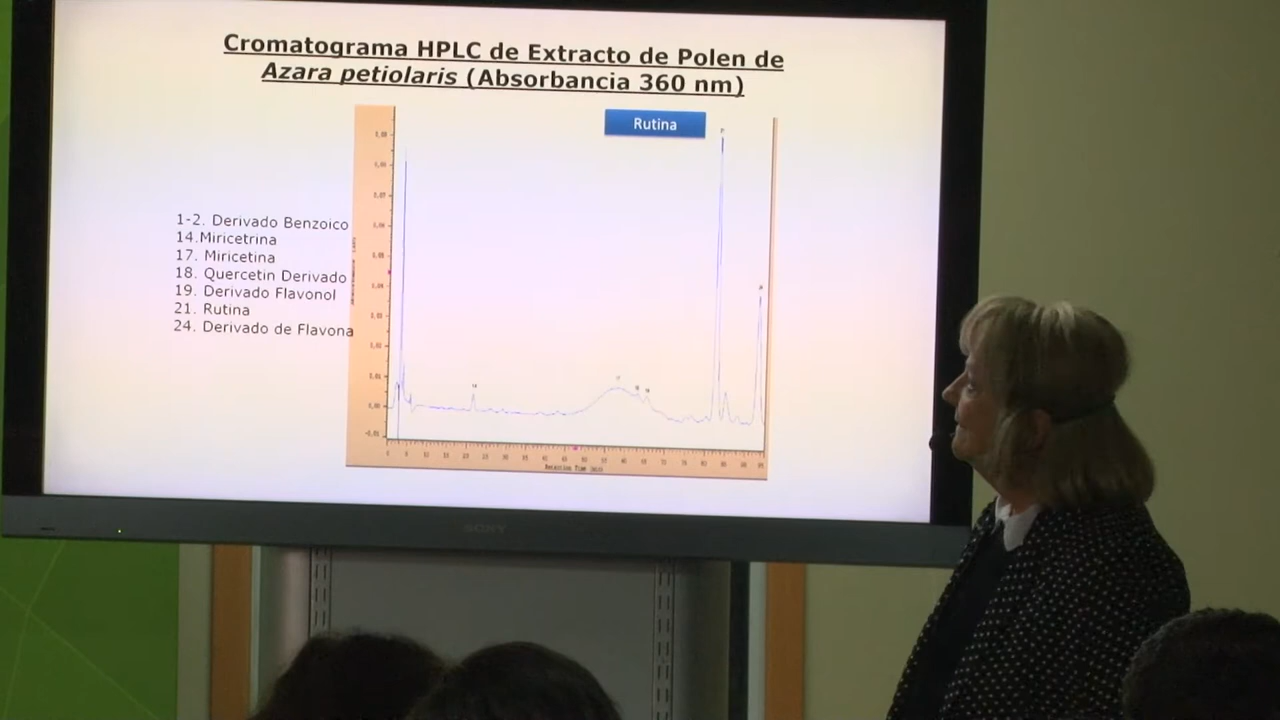 Cromatograma HPLC de Extracto de Polen de
Azara petiolaris (Absorbancia 360 nm)
Rutina
1-2. Derivado Benzoico
14.Miricetrina
17. Miricetina
18. Quercetin Derivado
19. Derivado Flavonol
21. Rutina
24. Derivado de Flavona
SONY